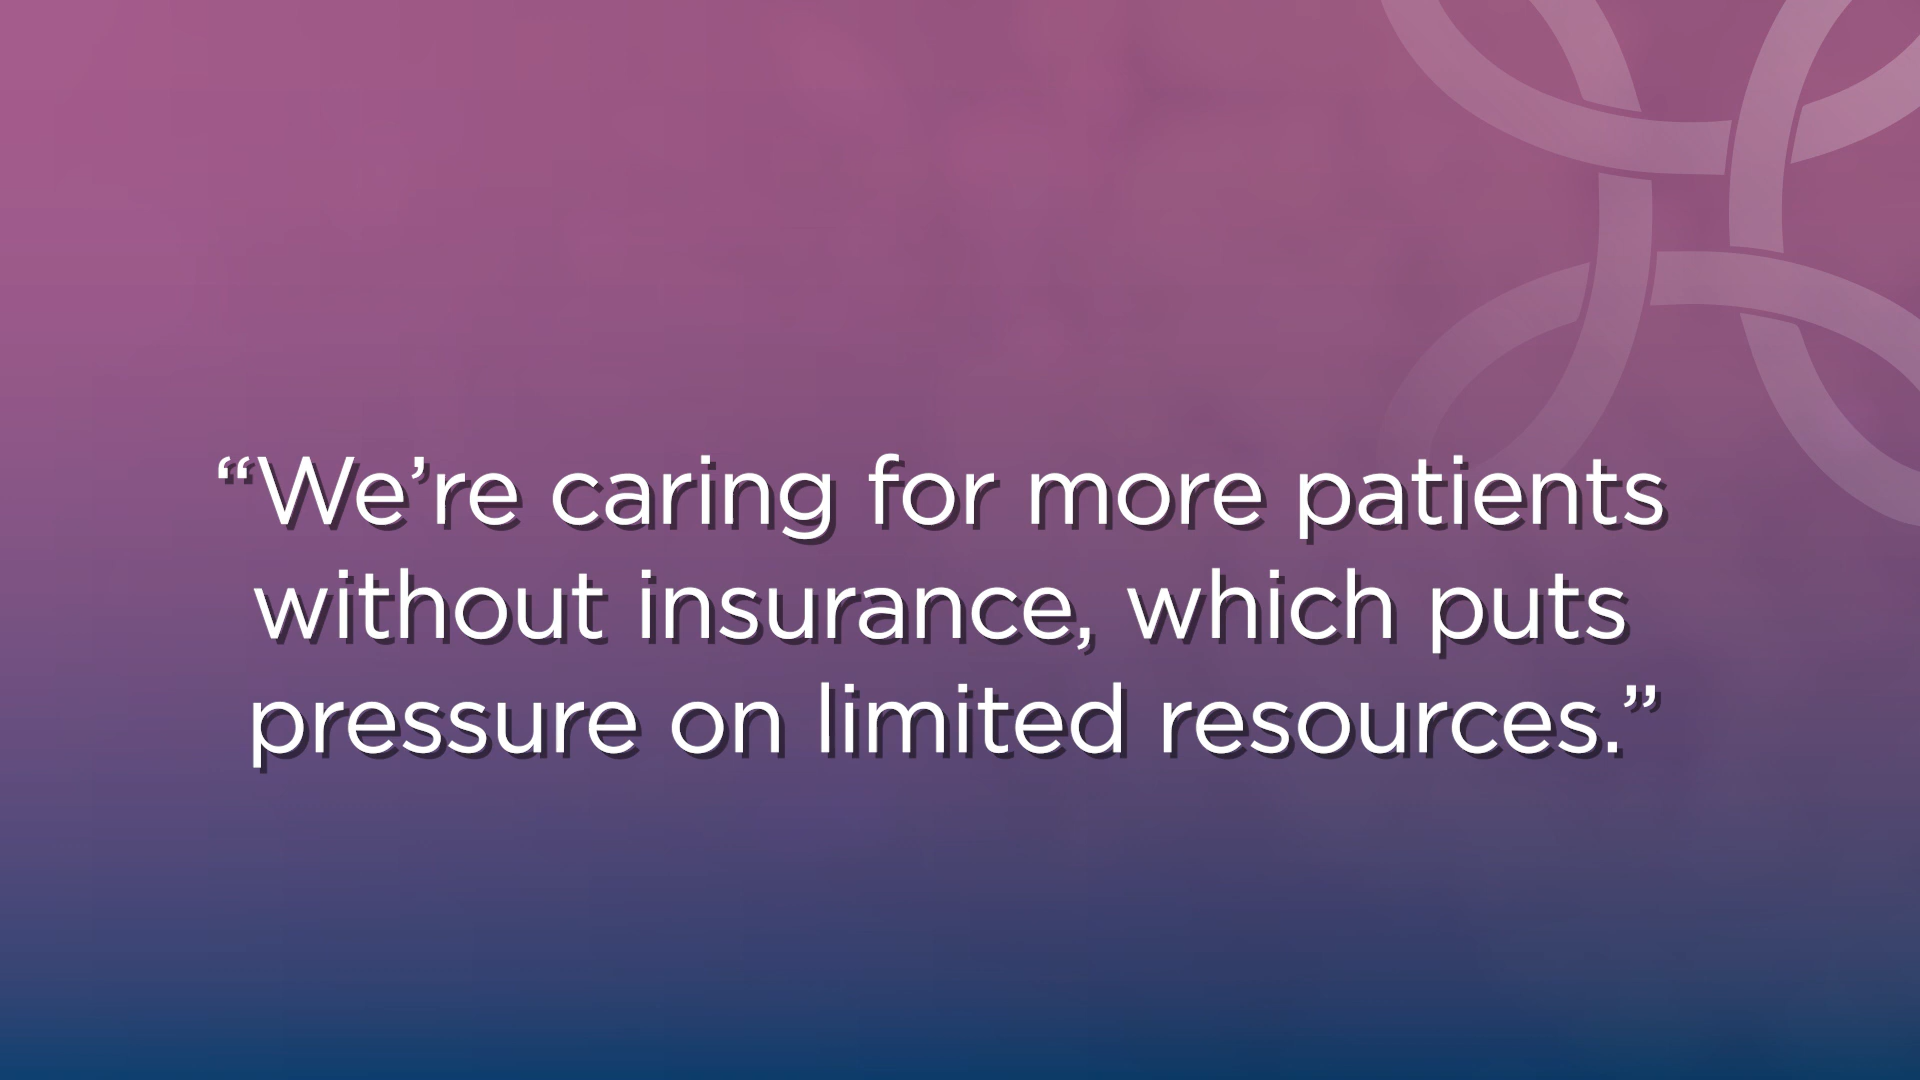 “We’re caring for more patients
without insurance, which puts
pressure on limited resources.”